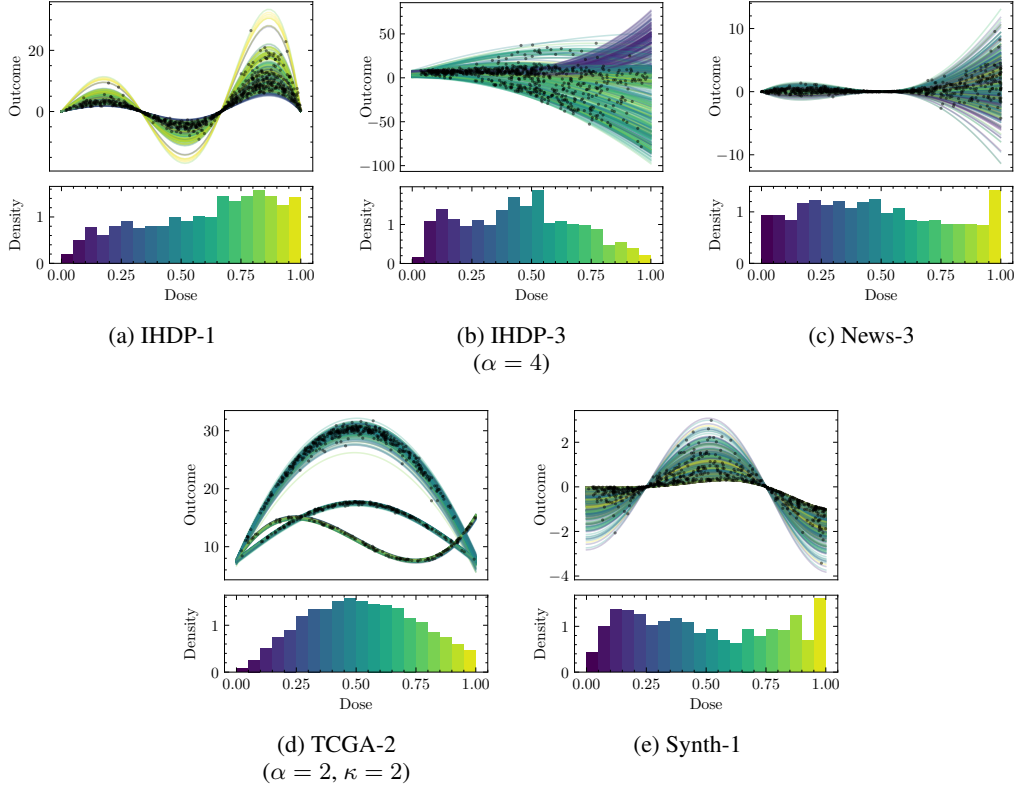 Outcome
20
0
Density
1
0
0.00 0.25 0.50 0.75 1.00
Dose
(a) IHDP-1
Outcome
50
0
−50
−100
Density
1
0
0.00 0.25 0.50 0.75 1.00
Dose
(b) IHDP-3
(α = 4)
Outcome
10
0
−10
Density
1
0
0.00 0.25 0.50 0.75 1.00
Dose
(c) News-3
Outcome
30
20
10
Density
1
0
0.00 0.25 0.50 0.75 1.00
Dose
(d) TCGA-2
(α = 2, κ = 2)
Outcome
2
0
−2
−4
Density
1
0
0.00 0.25 0.50 0.75 1.00
Dose
(e) Synth-1